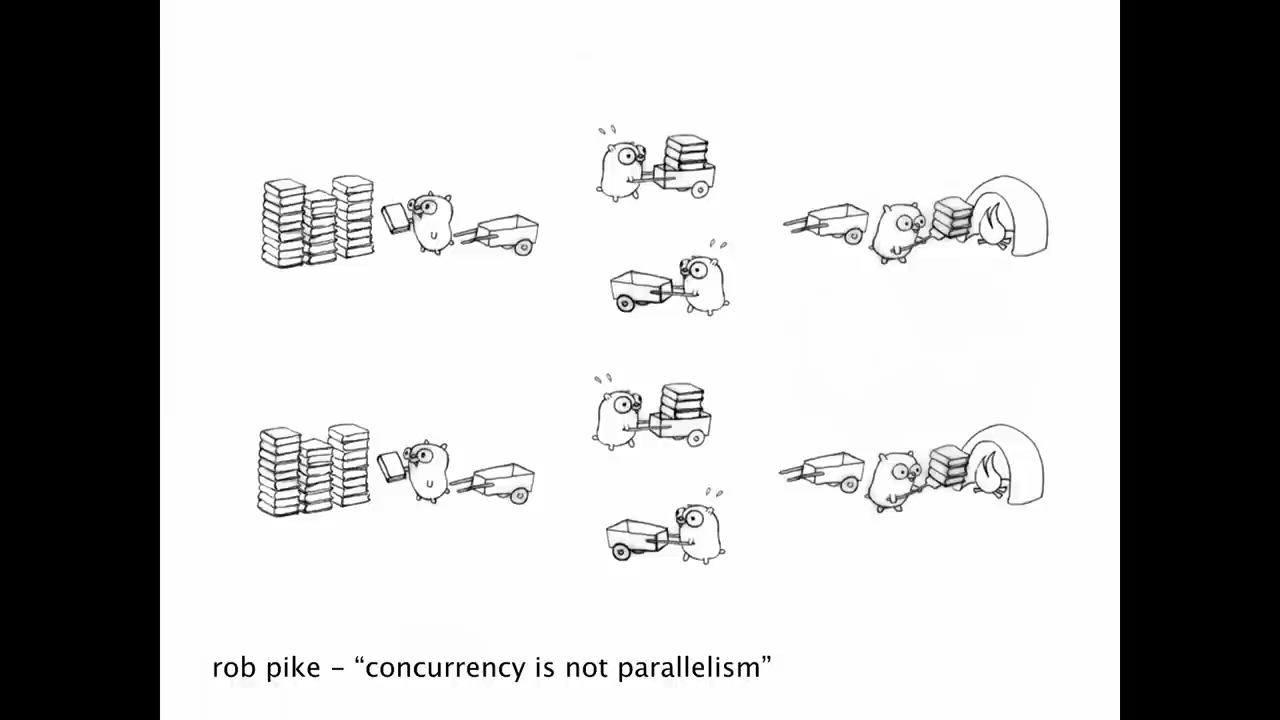 rob pike – “concurrency is not parallelism”